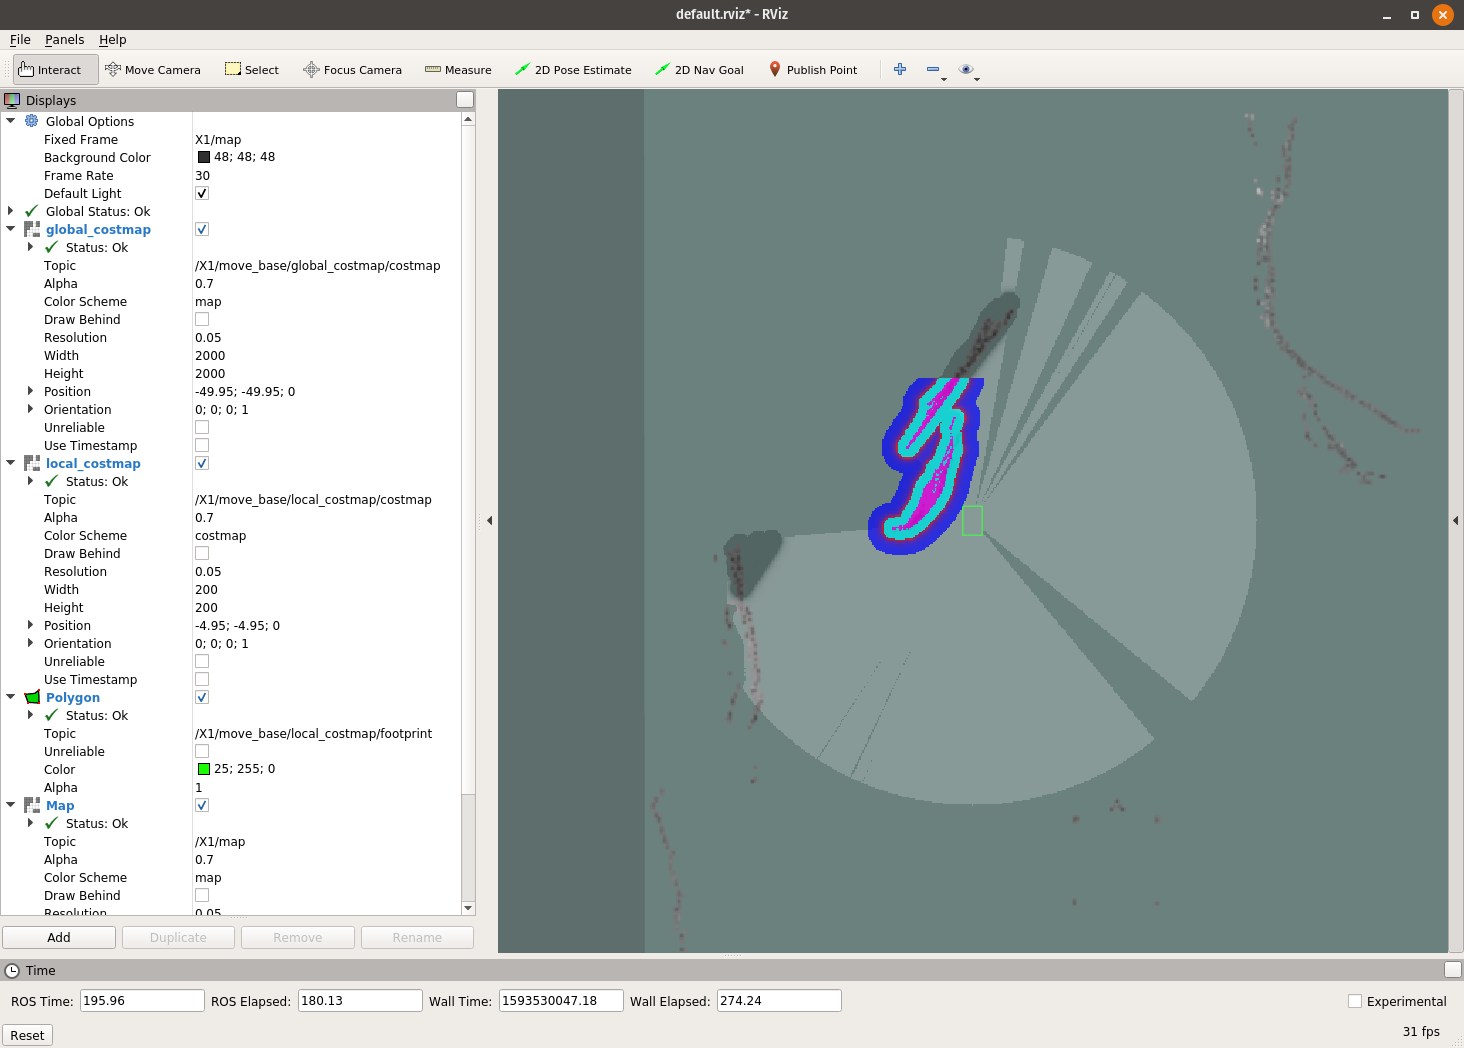 default.rviz* - RViz
File Panels Help
Interact Move Camera Select Focus Camera Measure 2D Pose Estimate 2D Nav Goal Publish Point
Displays
Global Options
Fixed Frame X1/map
Background Color 48; 48; 48
Frame Rate 30
Default Light
Global Status: Ok
global_costmap
Status: Ok
Topic /X1/move_base/global_costmap/costmap
Alpha 0.7
Color Scheme map
Draw Behind
Resolution 0.05
Width 2000
Height 2000
Position -49.95; -49.95; 0
Orientation 0; 0; 0; 1
Unreliable
Use Timestamp
local_costmap
Status: Ok
Topic /X1/move_base/local_costmap/costmap
Alpha 0.7
Color Scheme costmap
Draw Behind
Resolution 0.05
Width 200
Height 200
Position -4.95; -4.95; 0
Orientation 0; 0; 0; 1
Unreliable
Use Timestamp
Polygon
Status: Ok
Topic /X1/move_base/local_costmap/footprint
Unreliable
Color 25; 255; 0
Alpha 1
Map
Status: Ok
Topic /X1/map
Alpha 0.7
Color Scheme map
Draw Behind
Resolution 0.05
Add Duplicate Remove Rename
Time
ROS Time: 195.96 ROS Elapsed: 180.13 Wall Time: 1593530047.18 Wall Elapsed: 274.24 Experimental
Reset 31 fps